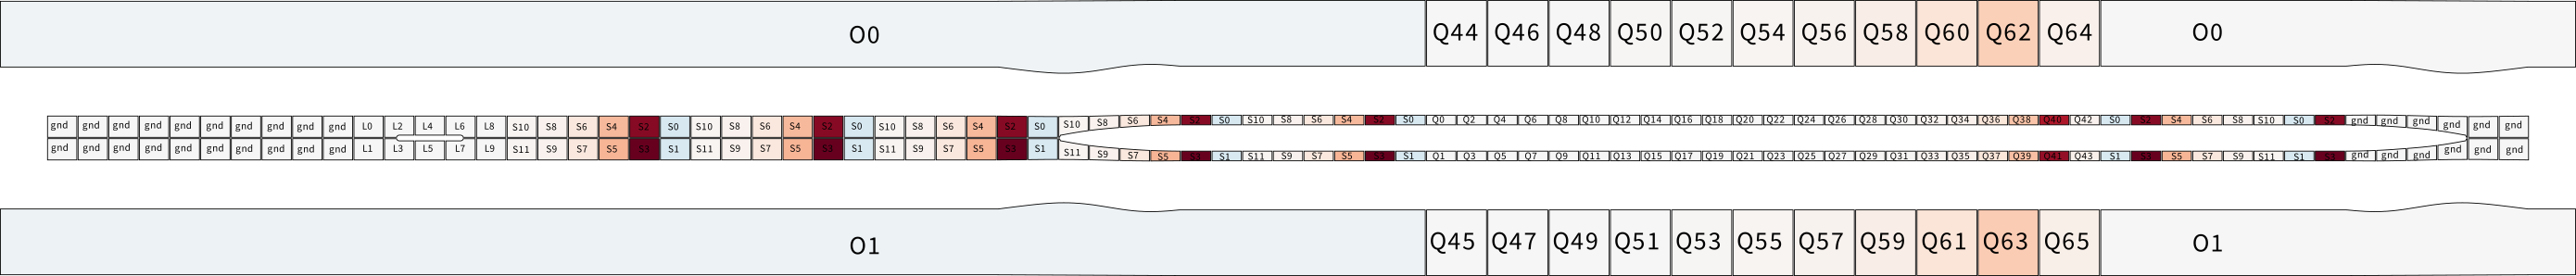 O0 Q44 Q46 Q48 Q50 Q52 Q54 Q56 Q58 Q60 Q62 Q64 O0
gnd gnd gnd gnd gnd gnd gnd gnd gnd gnd L0 L2 L4 L6 L8 S10 S8 S6 S4 S2 S0 S10 S8 S6 S4 S2 S0 S10 S8 S6 S4 S2 S0 S10 S8 S6 S4 S2 S0 S10 S8 S6 S4 S2 S0 Q0 Q2 Q4 Q6 Q8 Q10 Q12 Q14 Q16 Q18 Q20 Q22 Q24 Q26 Q28 Q30 Q32 Q34 Q36 Q38 Q40 Q42 S0 S2 S4 S6 S8 S10 S0 S2 gnd gnd gnd gnd gnd gnd
gnd gnd gnd gnd gnd gnd gnd gnd gnd gnd L1 L3 L5 L7 L9 S11 S9 S7 S5 S3 S1 S11 S9 S7 S5 S3 S1 S11 S9 S7 S5 S3 S1 S11 S9 S7 S5 S3 S1 S11 S9 S7 S5 S3 S1 Q1 Q3 Q5 Q7 Q9 Q11 Q13 Q15 Q17 Q19 Q21 Q23 Q25 Q27 Q29 Q31 Q33 Q35 Q37 Q39 Q41 Q43 S1 S3 S5 S7 S9 S11 S1 S3 gnd gnd gnd gnd gnd gnd
O1 Q45 Q47 Q49 Q51 Q53 Q55 Q57 Q59 Q61 Q63 Q65 O1